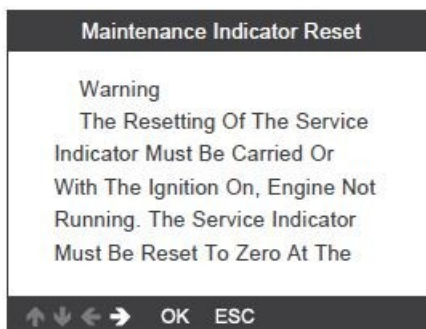 Maintenance Indicator Reset
Warning
The Resetting Of The Service
Indicator Must Be Carried Or
With The Ignition On, Engine Not
Running. The Service Indicator
Must Be Reset To Zero At The
OK ESC